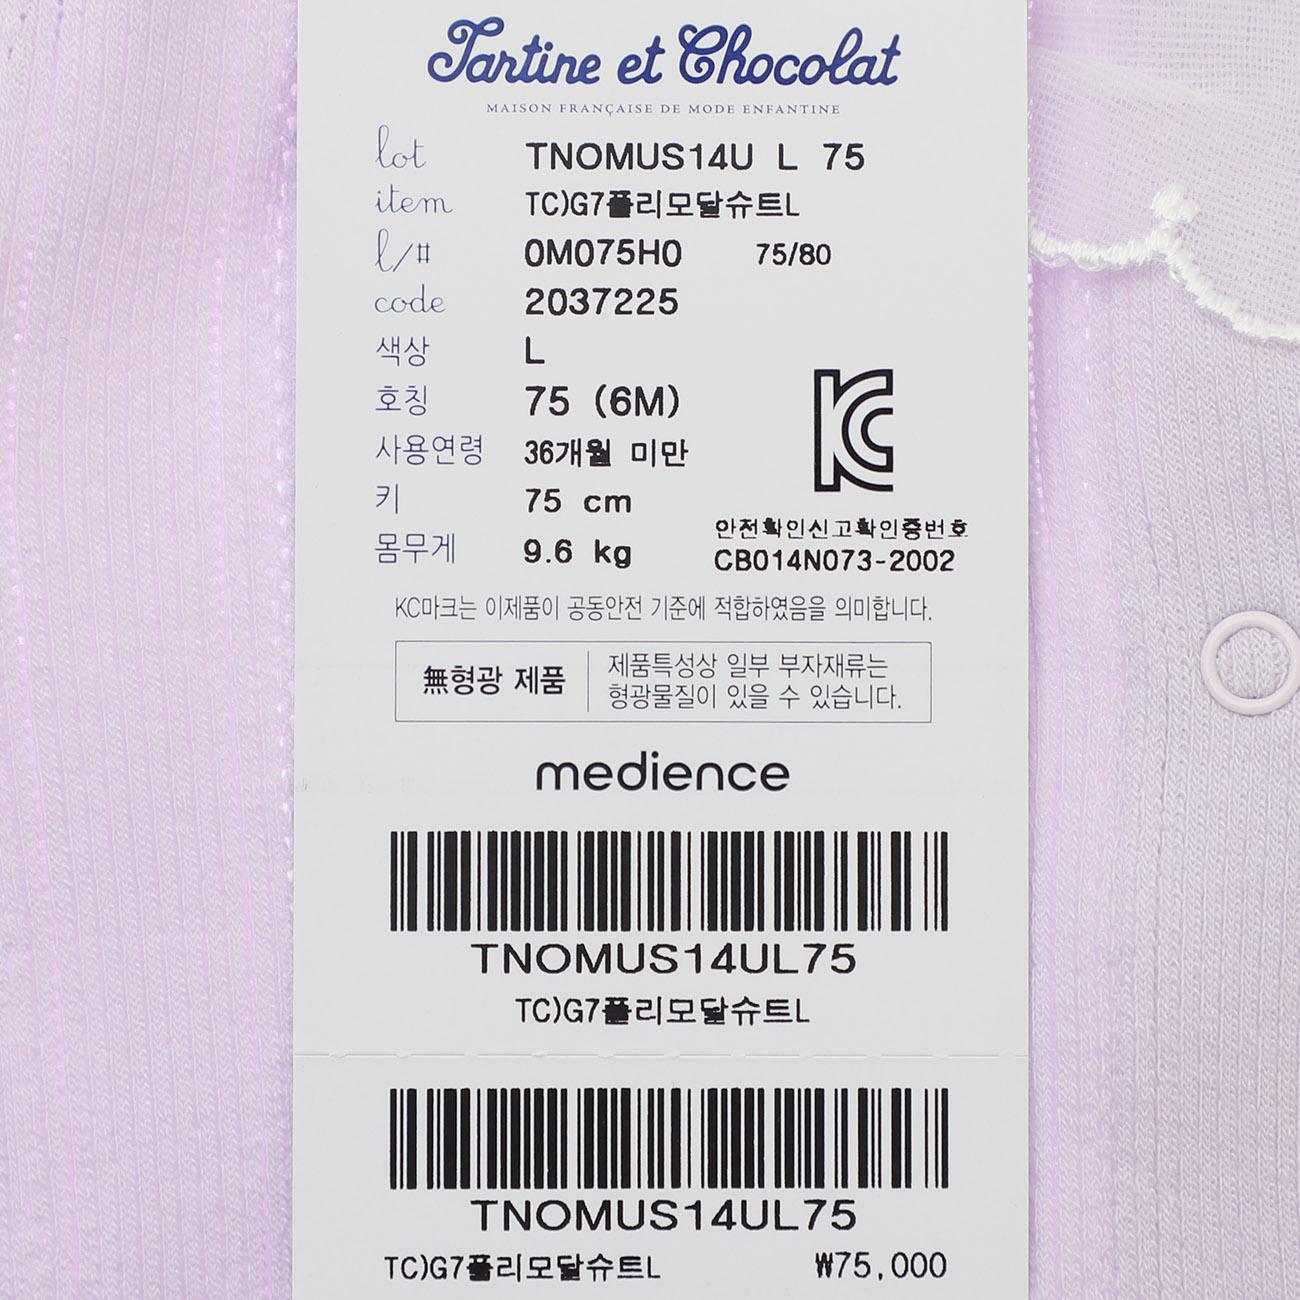 Tartine et Chocolat
MAISON FRANÇAISE DE MODE ENFANTINE
lot TNOMUS14U L 75
item TC)G7플리모달슈트L
l/# 0M075H0 75/80
code 2037225
색상 L
호칭 75 (6M)
사용연령 36개월 미만
키 75 cm
몸무게 9.6 kg
KC
안전확인신고확인증번호
CB014N073-2002
KC마크는 이제품이 공동안전 기준에 적합하였음을 의미합니다.
無형광 제품
제품특성상 일부 부자재류는
형광물질이 있을 수 있습니다.
medience
TNOMUS14UL75
TC)G7플리모달슈트L
TNOMUS14UL75
TC)G7플리모달슈트L ₩75,000